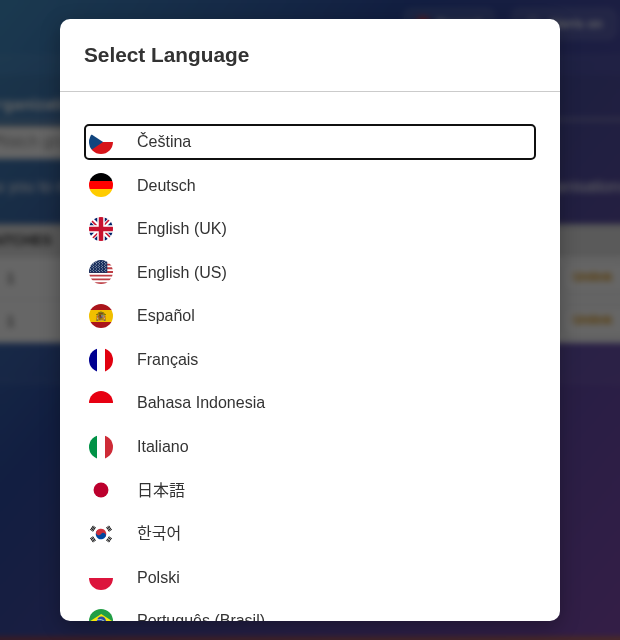 Select Language
Čeština
Deutsch
English (UK)
English (US)
Español
Français
Bahasa Indonesia
Italiano
日本語
한국어
Polski
Português (Brasil)